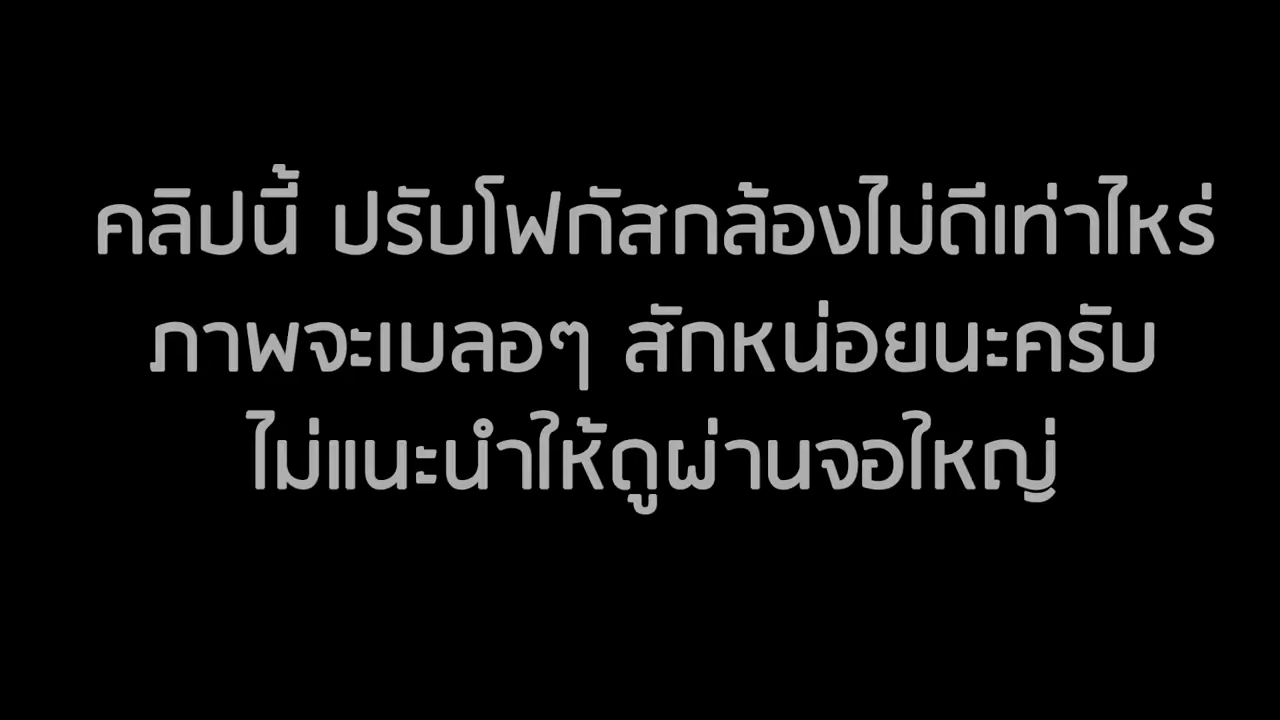 คลิปนี้ ปรับโฟกัสกล้องไม่ดีเท่าไหร่
ภาพจะเบลอๆ สักหน่อยนะครับ
ไม่แนะนำให้ดูผ่านจอใหญ่